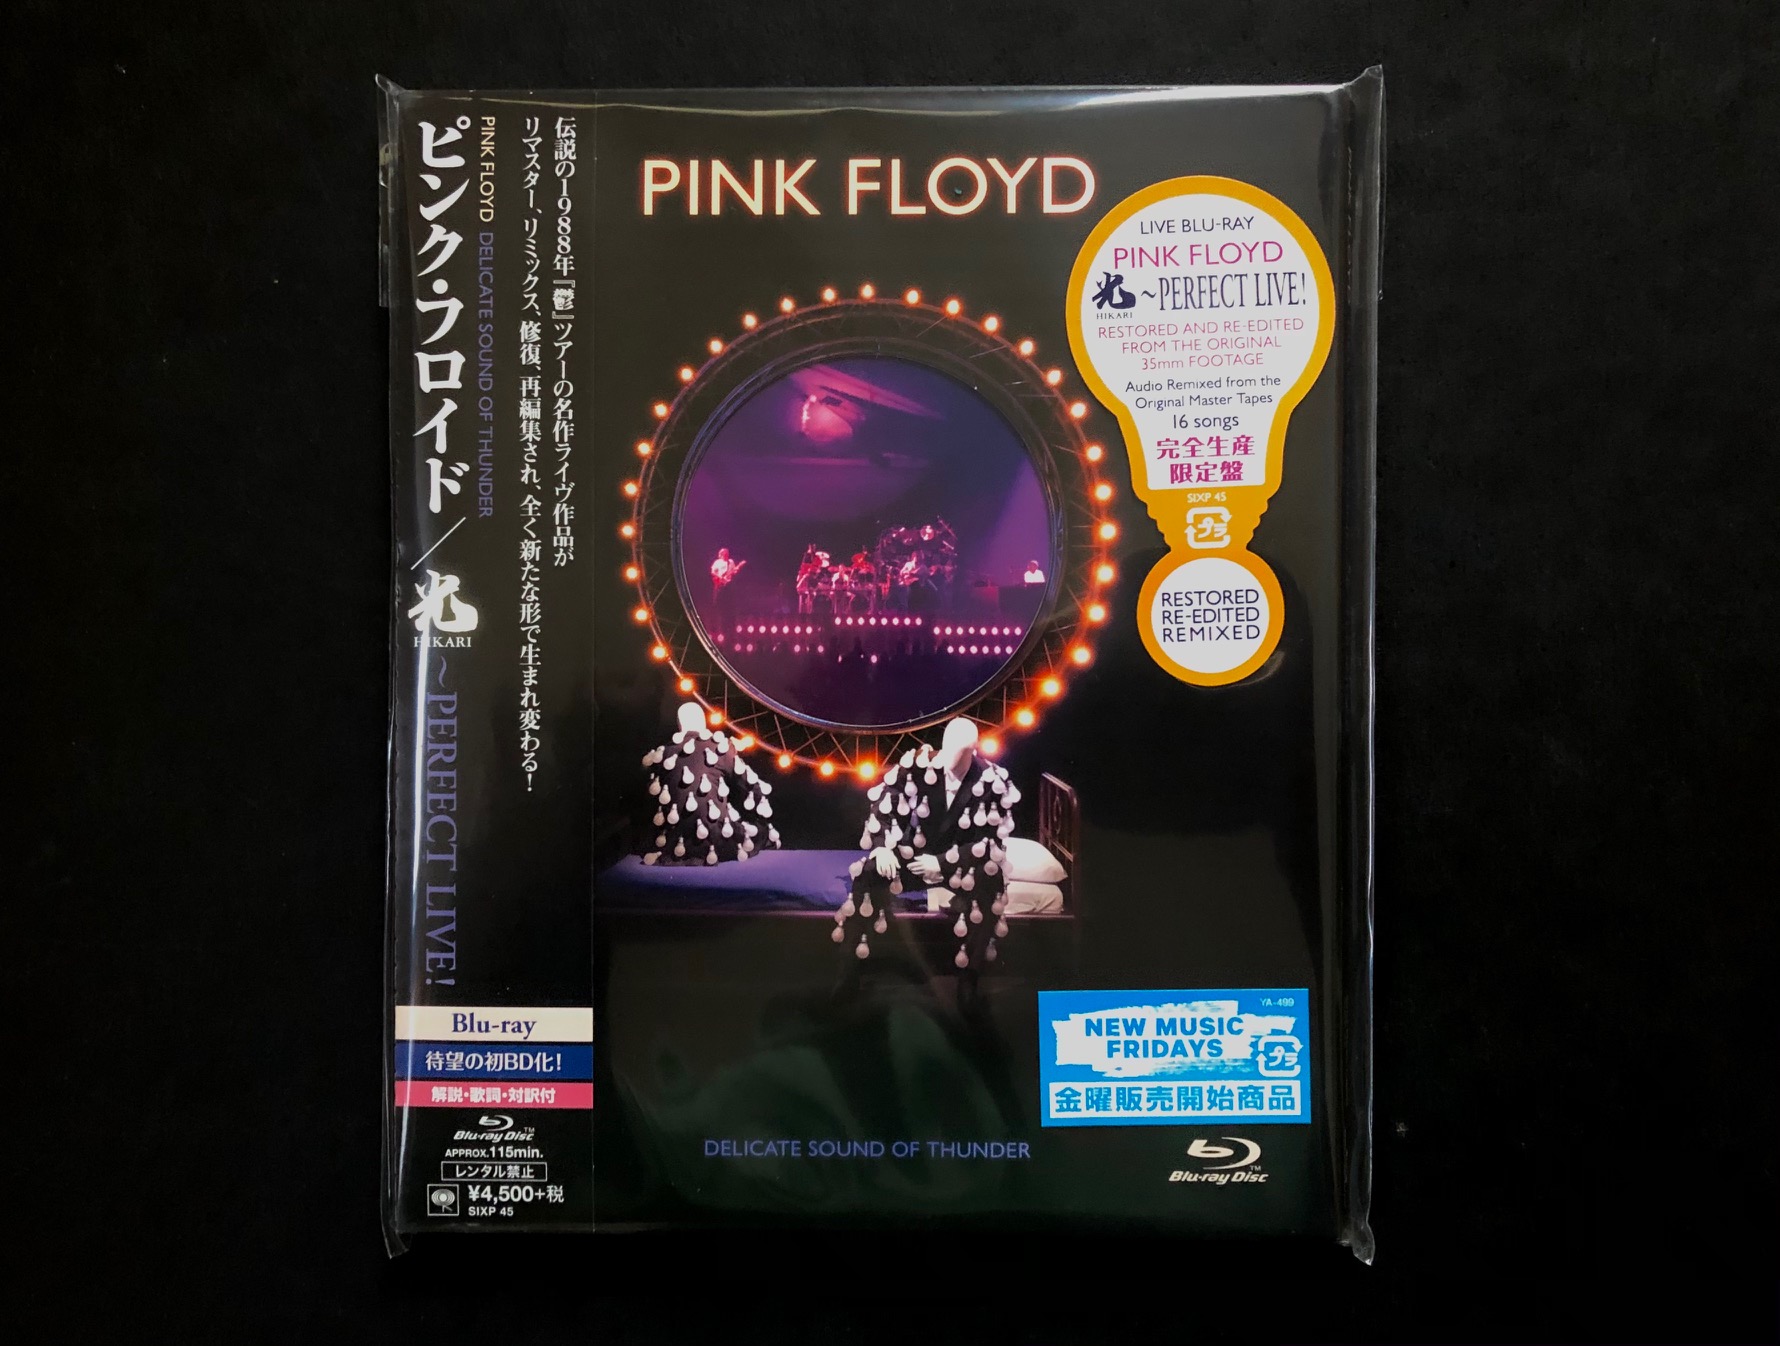 伝説の1988年『鬱』ツアーの名作ライヴ作品が
リマスター、リミックス、修復、再編集され、全く新たな形で生まれ変わる!
PINK FLOYD DELICATE SOUND OF THUNDER
ピンク・フロイド/光
HIKARI
~PERFECT LIVE!
Blu-ray
待望の初BD化!
解説・歌詞・対訳付
Blu-ray Disc TM
APPROX.115min.
レンタル禁止
¥4,500+税
SIXP 45
PINK FLOYD
LIVE BLU-RAY
PINK FLOYD
光~PERFECT LIVE!
HIKARI
RESTORED AND RE-EDITED
FROM THE ORIGINAL
35mm FOOTAGE
Audio Remixed from the
Original Master Tapes
16 songs
完全生産
限定盤
SIXP 45
プラ
RESTORED
RE-EDITED
REMIXED
YA-499
NEW MUSIC
FRIDAYS
プラ
金曜販売開始商品
DELICATE SOUND OF THUNDER
Blu-ray Disc TM